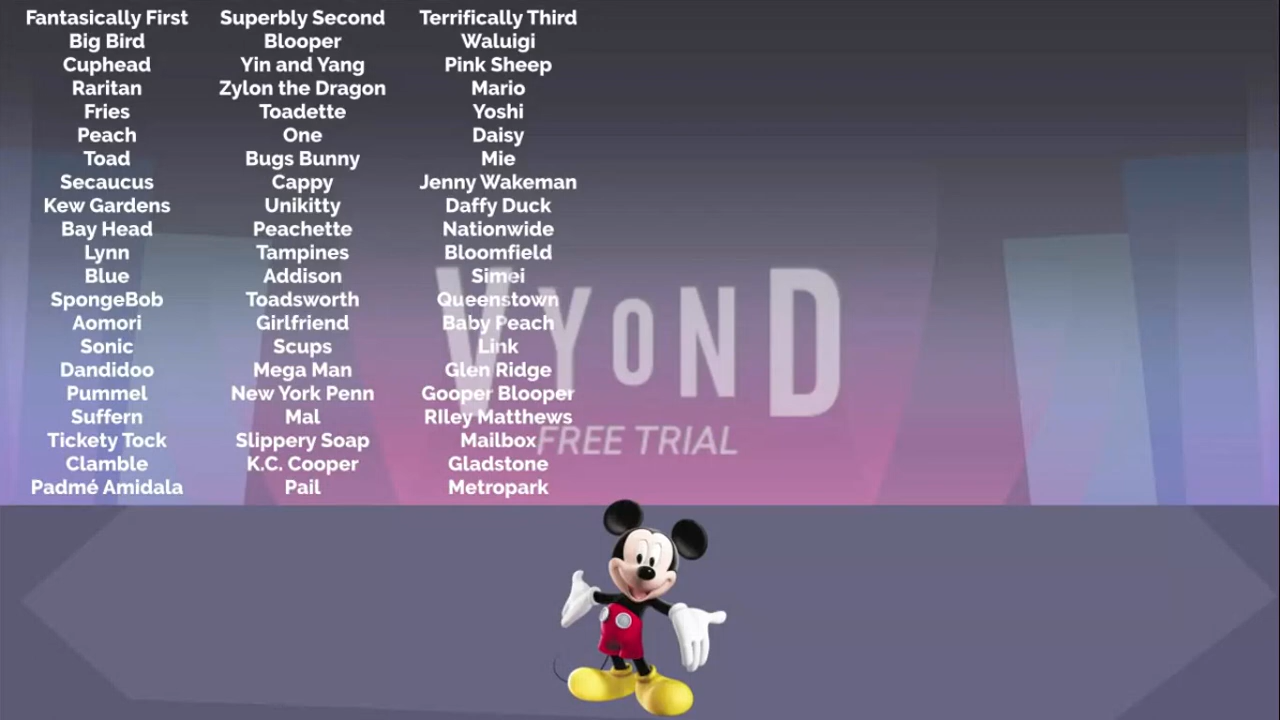 Fantasically First Superbly Second Terrifically Third
Big Bird Blooper Waluigi
Cuphead Yin and Yang Pink Sheep
Raritan Zylon the Dragon Mario
Fries Toadette Yoshi
Peach One Daisy
Toad Bugs Bunny Mie
Secaucus Cappy Jenny Wakeman
Kew Gardens Unikitty Daffy Duck
Bay Head Peachette Nationwide
Lynn Tampines Bloomfield
Blue Addison Simei
SpongeBob Toadsworth Queenstown
Aomori Girlfriend Baby Peach
Sonic Scups Link
Dandidoo Mega Man Glen Ridge
Pummel New York Penn Gooper Blooper
Suffern Mal RIley Matthews
Tickety Tock Slippery Soap Mailbox
Clamble K.C. Cooper Gladstone
Padmé Amidala Pail Metropark
VYOND
FREE TRIAL